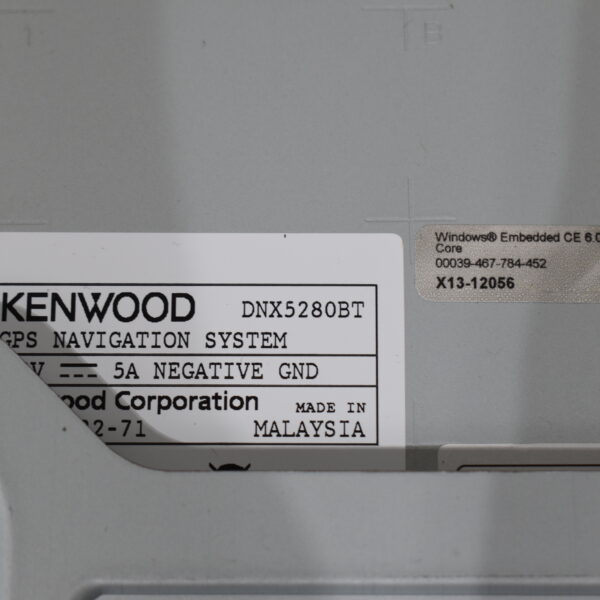 KENWOOD DNX5280BT
GPS NAVIGATION SYSTEM
V ⎓ 5A NEGATIVE GND
ood Corporation MADE IN
2-71 MALAYSIA
Windows® Embedded CE 6.0
Core
00039-467-784-452
X13-12056